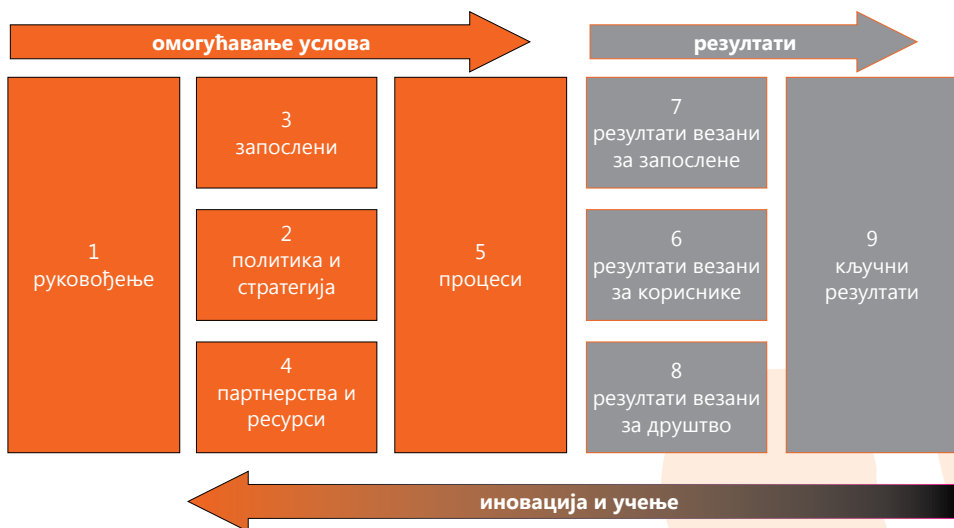 омогућавање услова
резултати
1
руковођење
3
запослени
2
политика и
стратегија
4
партнерства и
ресурси
5
процеси
7
резултати везани
за запослене
6
резултати везани
за кориснике
8
резултати везани
за друштво
9
кључни
резултати
иновација и учење